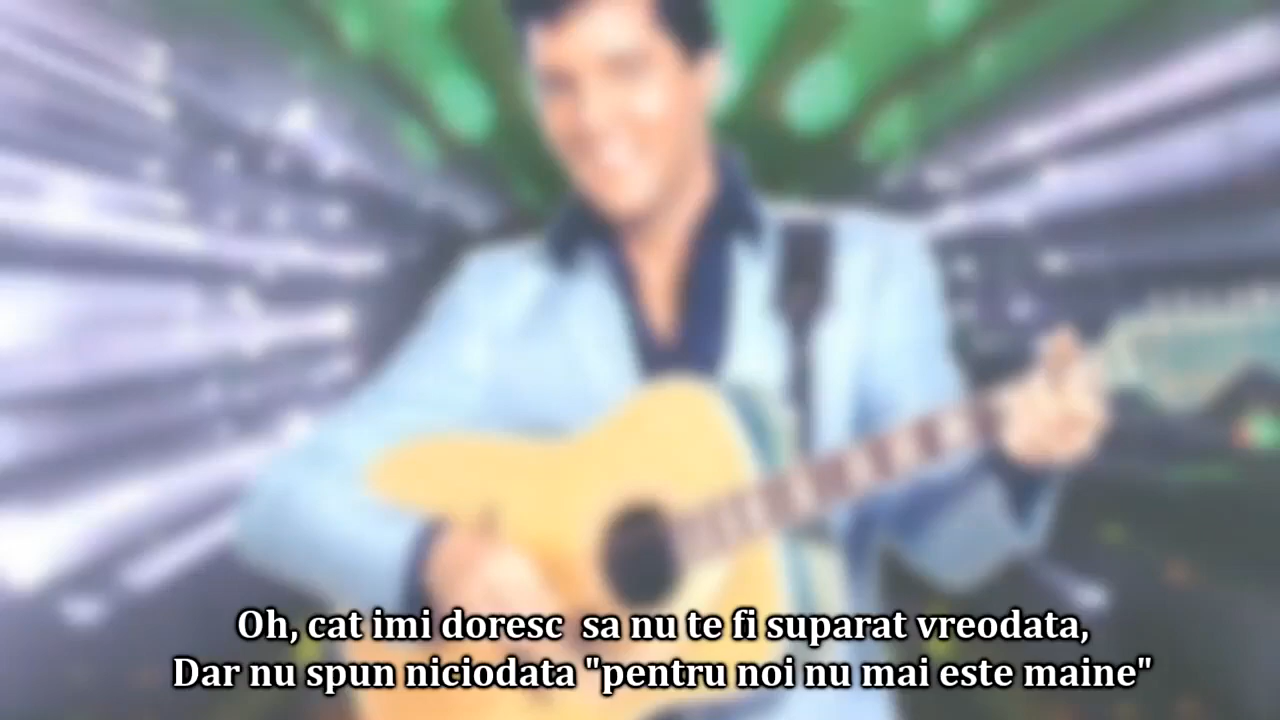 Oh, cat imi doresc  sa nu te fi suparat vreodata,
Dar nu spun niciodata "pentru noi nu mai este maine"